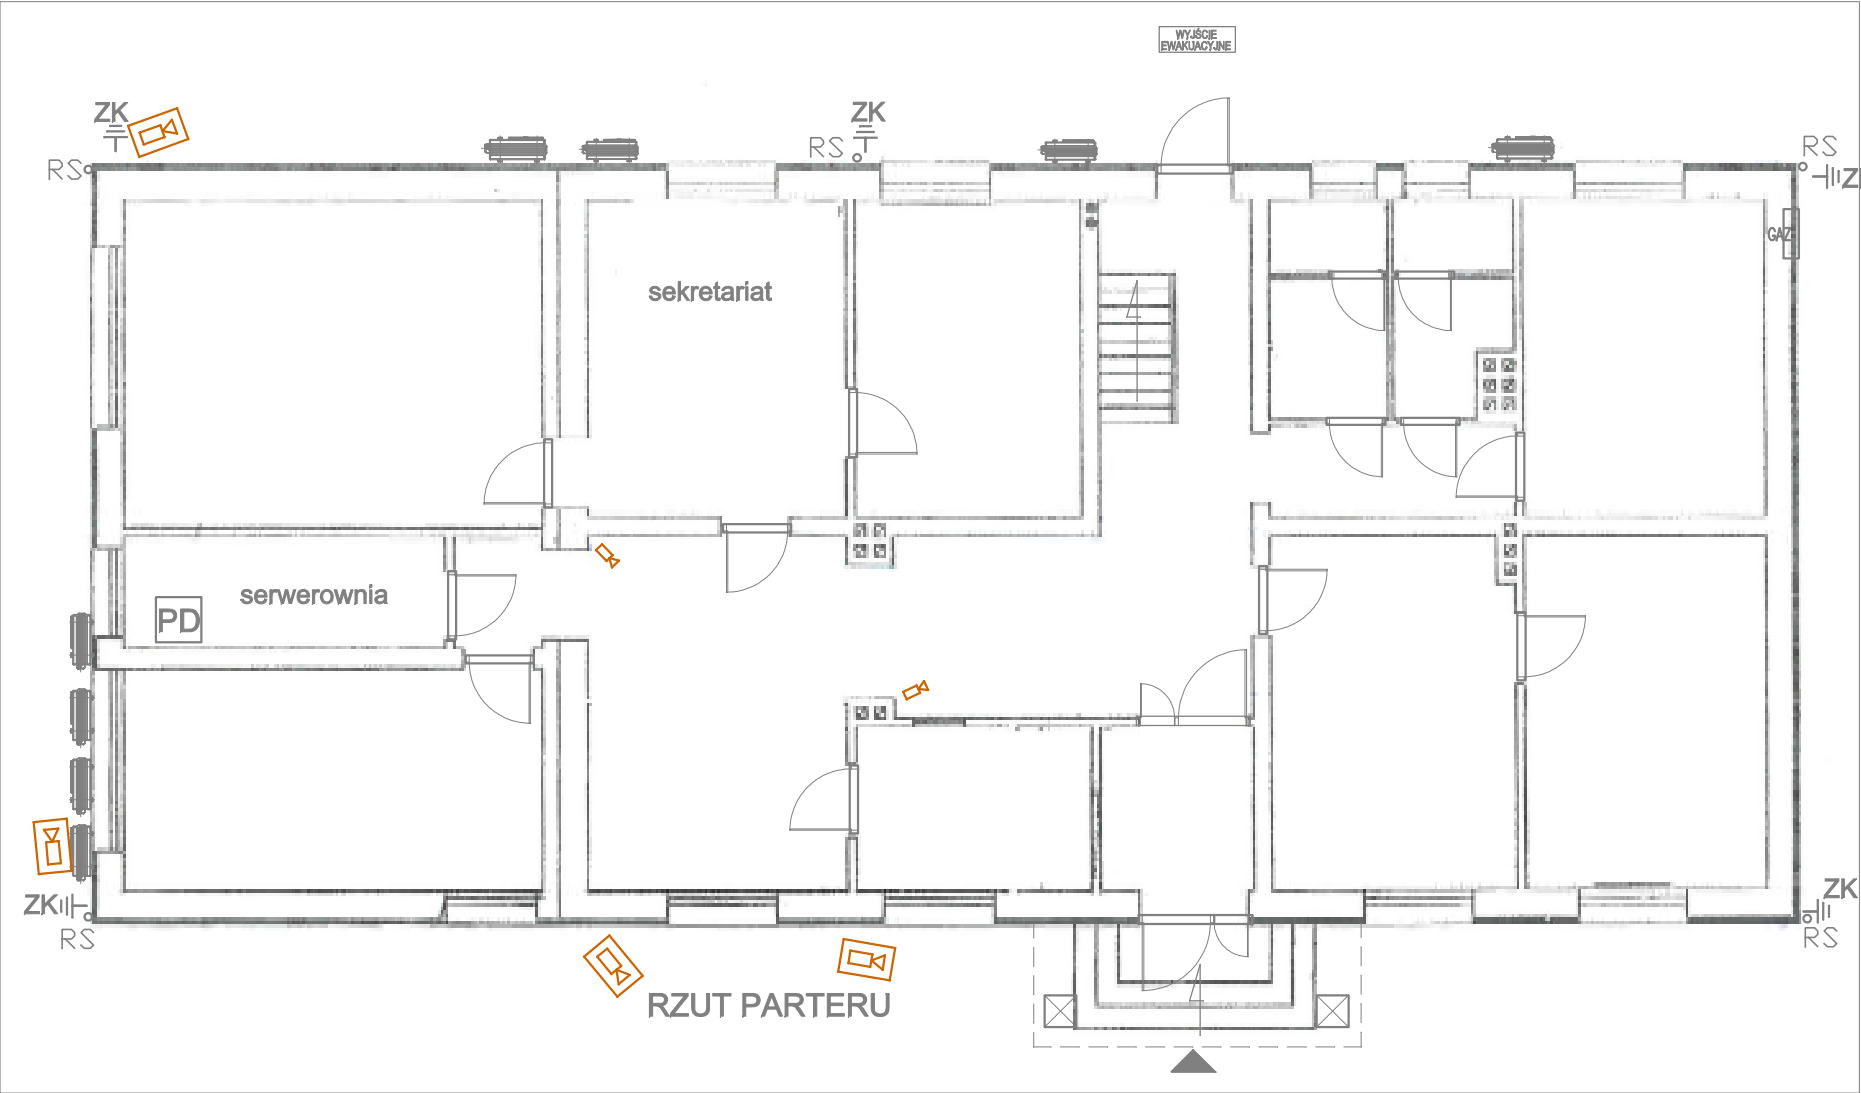 WYJŚCIE
EWAKUACYJNE
ZK
ZK
RS
RS
RS
Z
GAZ
sekretariat
serwerownia
PD
ZK
RS
ZK
RS
RZUT PARTERU